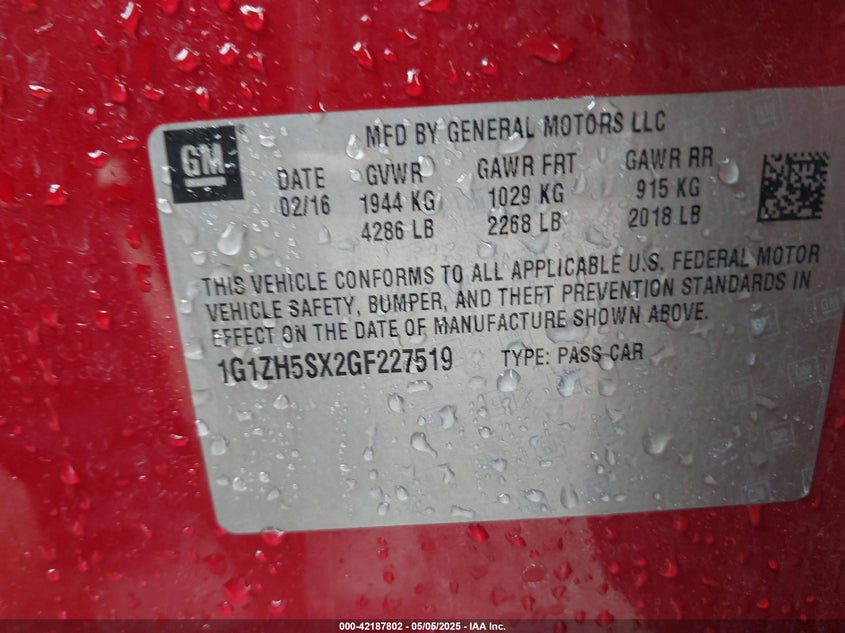 GM
MFD BY GENERAL MOTORS LLC
DATE GVWR GAWR FRT GAWR RR
02/16 1944 KG 1029 KG 915 KG
4286 LB 2268 LB 2018 LB
THIS VEHICLE CONFORMS TO ALL APPLICABLE U.S. FEDERAL MOTOR
VEHICLE SAFETY, BUMPER, AND THEFT PREVENTION STANDARDS IN
EFFECT ON THE DATE OF MANUFACTURE SHOWN ABOVE.
1G1ZH5SX2GF227519 TYPE: PASS CAR
000-42187802 - 05/05/2025 - IAA Inc.